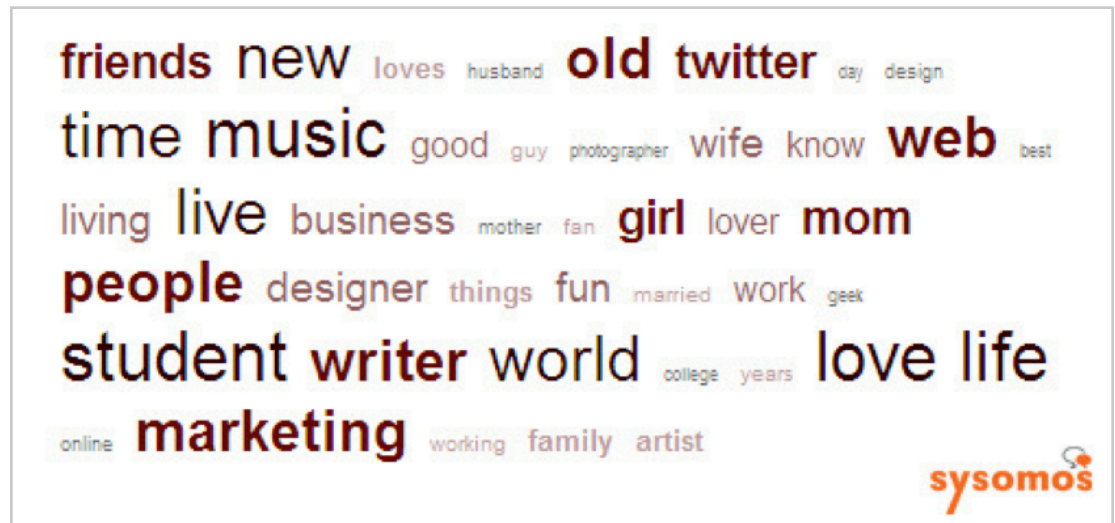 friends new loves husband old twitter day design
time music good guy photographer wife know web best
living live business mother fan girl lover mom
people designer things fun married work geek
student writer world college years love life
online marketing working family artist
sysomos